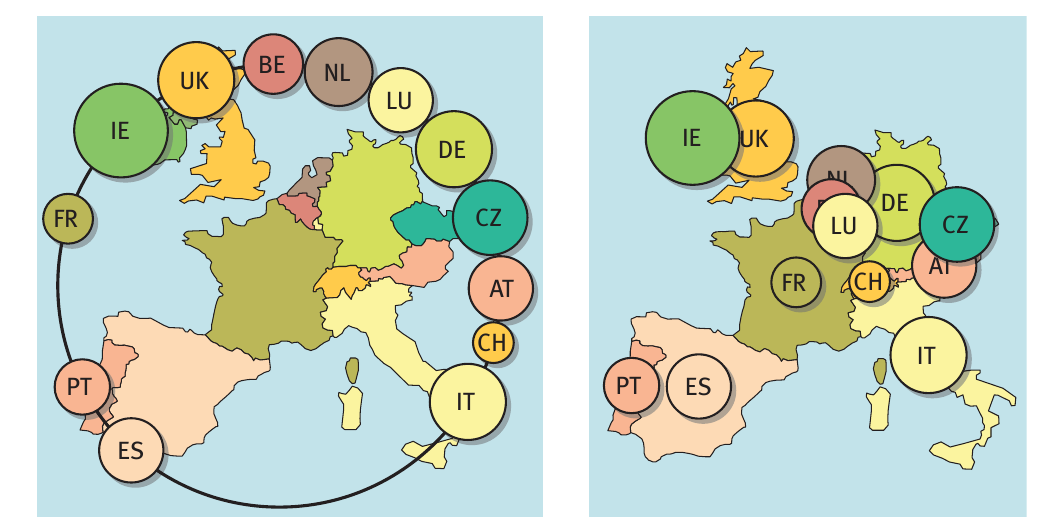 BE
UK
NL
LU
IE
DE
FR
CZ
AT
CH
PT
IT
ES
IE
UK
NL
DE
LU
CZ
AT
FR
CH
IT
PT
ES